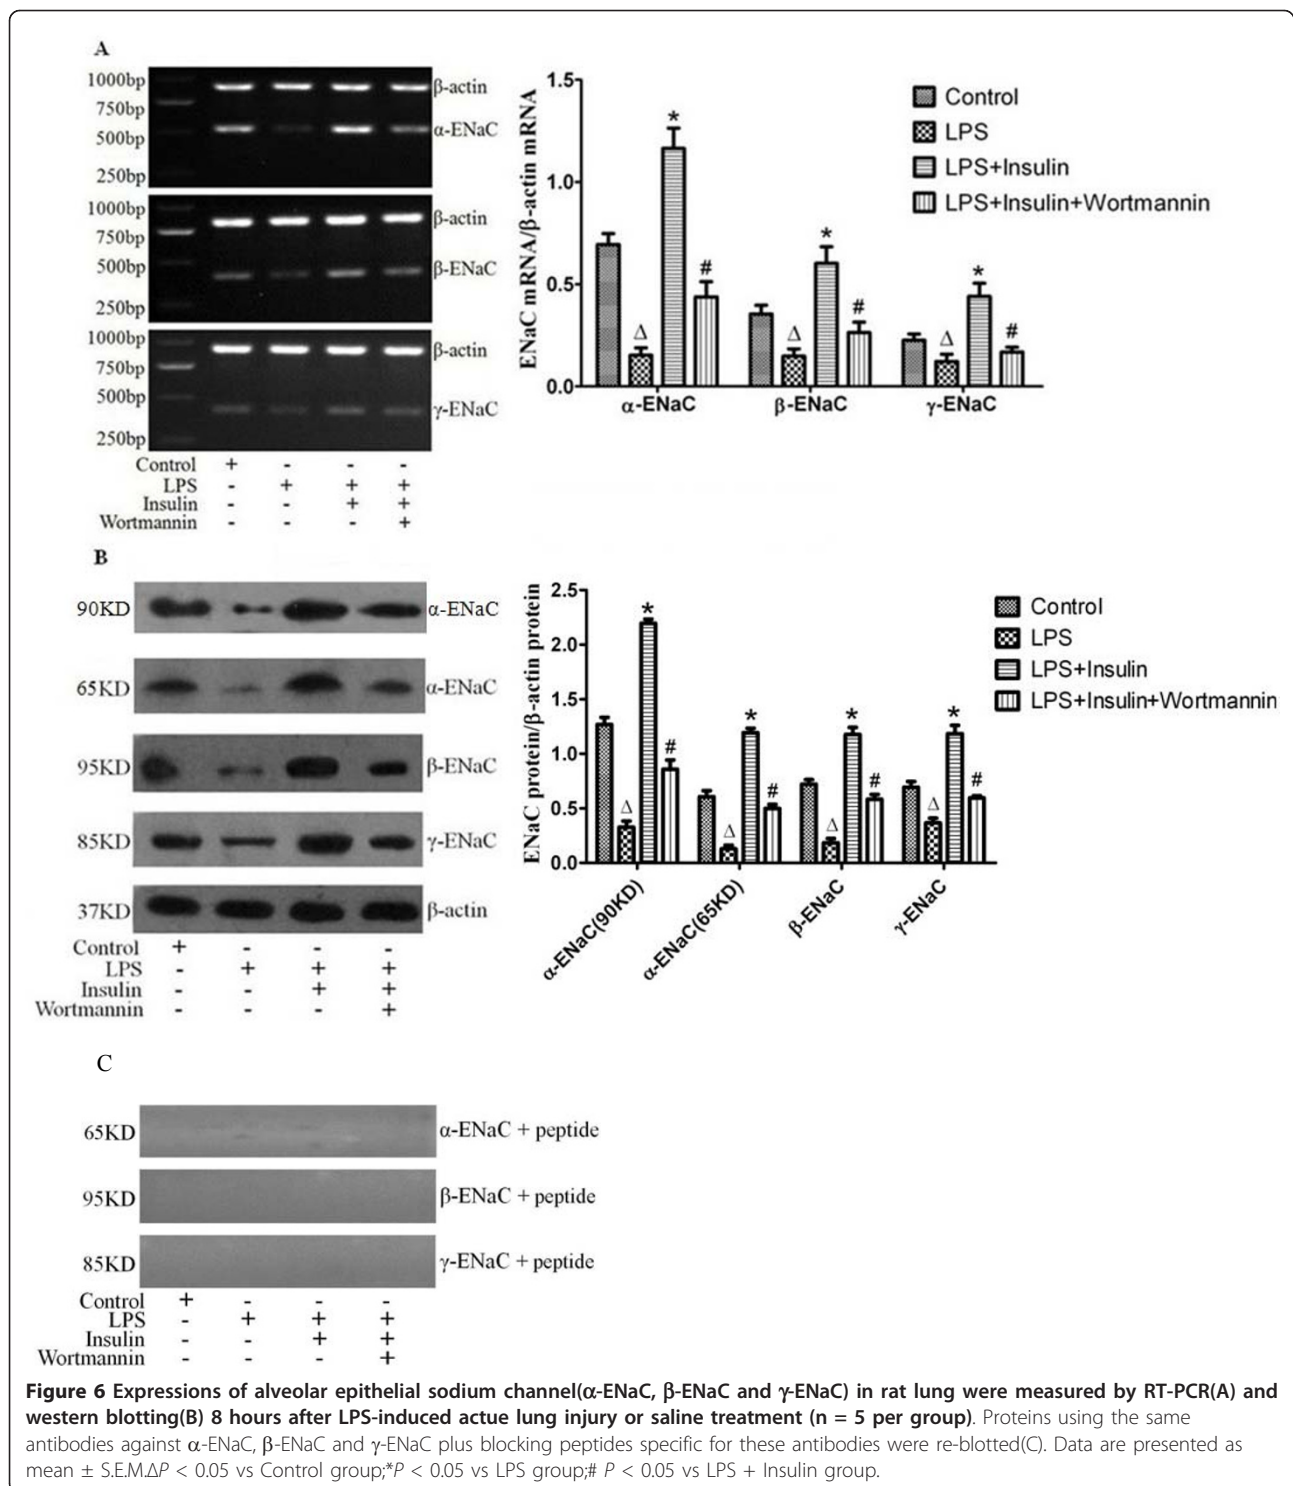 A
1000bp
750bp
500bp
250bp
β-actin
α-ENaC
1000bp
750bp
500bp
250bp
β-actin
β-ENaC
1000bp
750bp
500bp
250bp
β-actin
γ-ENaC
Control + - - -
LPS - + + +
Insulin - - + +
Wortmannin - - - +
ENaC mRNA/β-actin mRNA
1.5
1.0
0.5
0.0
Δ * #
Δ * #
Δ * #
α-ENaC β-ENaC γ-ENaC
Control
LPS
LPS+Insulin
LPS+Insulin+Wortmannin
B
90KD α-ENaC
65KD α-ENaC
95KD β-ENaC
85KD γ-ENaC
37KD β-actin
Control + - - -
LPS - + + +
Insulin - - + +
Wortmannin - - - +
ENaC protein/β-actin protein
2.5
2.0
1.5
1.0
0.5
0.0
Δ * #
Δ * #
Δ * #
Δ * #
α-ENaC(90KD) α-ENaC(65KD) β-ENaC γ-ENaC
Control
LPS
LPS+Insulin
LPS+Insulin+Wortmannin
C
65KD α-ENaC + peptide
95KD β-ENaC + peptide
85KD γ-ENaC + peptide
Control + - - -
LPS - + + +
Insulin - - + +
Wortmannin - - - +
Figure 6 Expressions of alveolar epithelial sodium channel(α-ENaC, β-ENaC and γ-ENaC) in rat lung were measured by RT-PCR(A) and
western blotting(B) 8 hours after LPS-induced actue lung injury or saline treatment (n = 5 per group). Proteins using the same
antibodies against α-ENaC, β-ENaC and γ-ENaC plus blocking peptides specific for these antibodies were re-blotted(C). Data are presented as
mean ± S.E.M.ΔP < 0.05 vs Control group;*P < 0.05 vs LPS group;# P < 0.05 vs LPS + Insulin group.